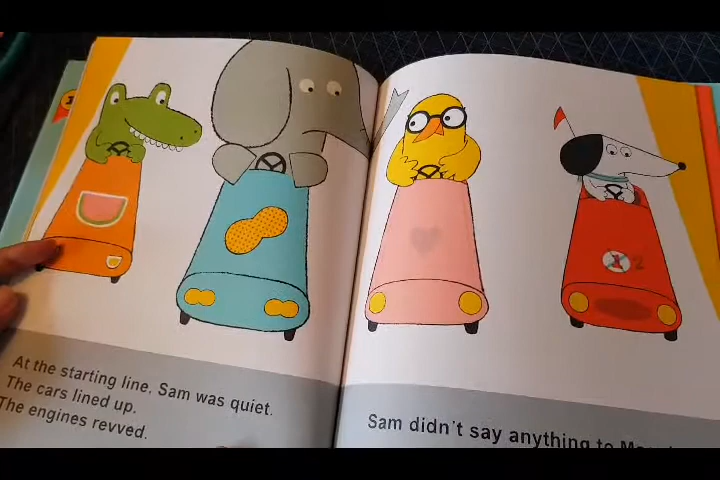 At the starting line, Sam was quiet.
The cars lined up.
The engines revved.
Sam didn't say anything to